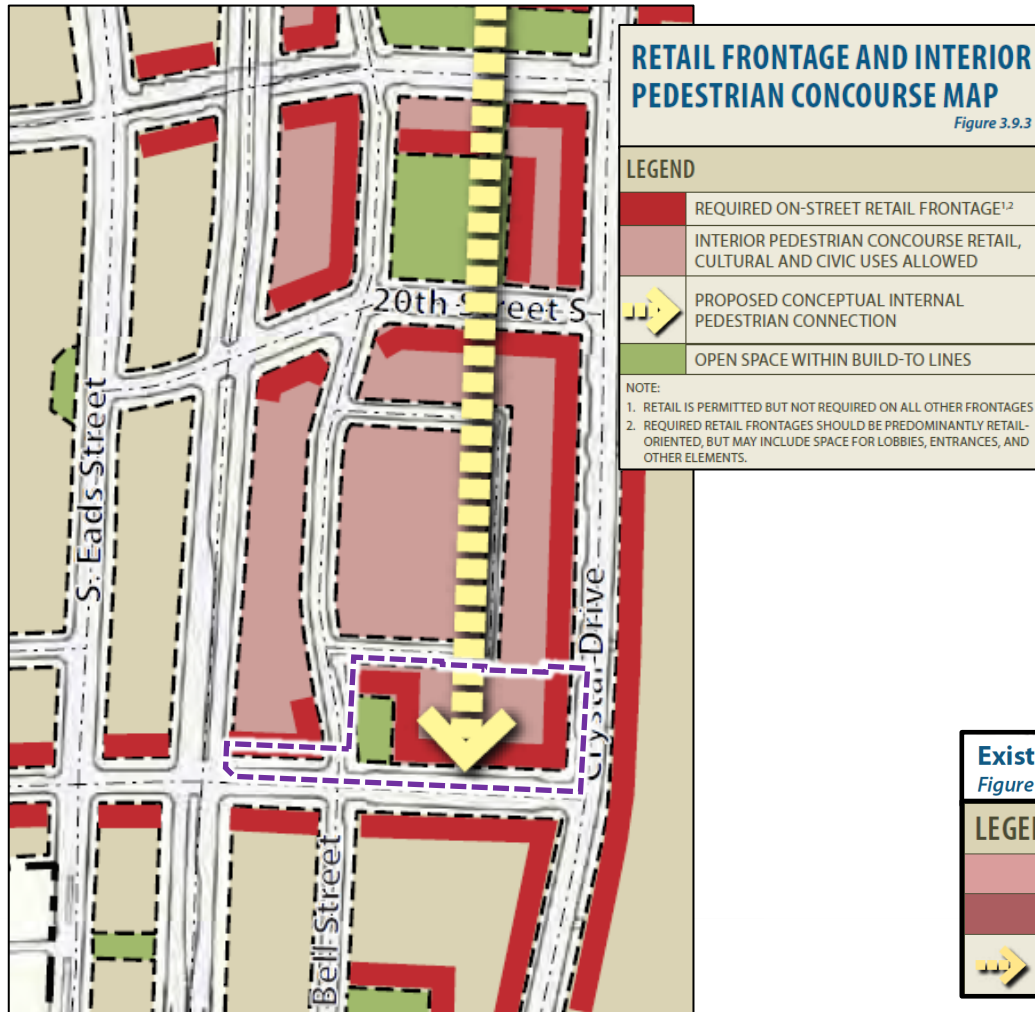 RETAIL FRONTAGE AND INTERIOR
PEDESTRIAN CONCOURSE MAP
Figure 3.9.3
LEGEND
REQUIRED ON-STREET RETAIL FRONTAGE1,2
INTERIOR PEDESTRIAN CONCOURSE RETAIL,
CULTURAL AND CIVIC USES ALLOWED
PROPOSED CONCEPTUAL INTERNAL
PEDESTRIAN CONNECTION
OPEN SPACE WITHIN BUILD-TO LINES
NOTE:
1. RETAIL IS PERMITTED BUT NOT REQUIRED ON ALL OTHER FRONTAGES
2. REQUIRED RETAIL FRONTAGES SHOULD BE PREDOMINANTLY RETAIL-
ORIENTED, BUT MAY INCLUDE SPACE FOR LOBBIES, ENTRANCES, AND
OTHER ELEMENTS.
20th Street S
S. Eads Street
Crystal Drive
Bell Street
Exist
Figure
LEGE